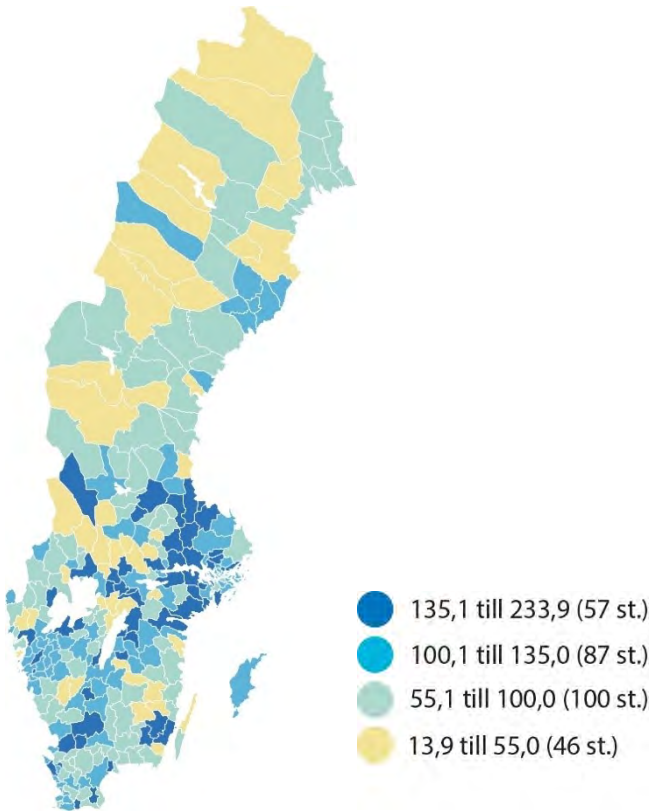 135,1 till 233,9 (57 st.)
100,1 till 135,0 (87 st.)
55,1 till 100,0 (100 st.)
13,9 till 55,0 (46 st.)